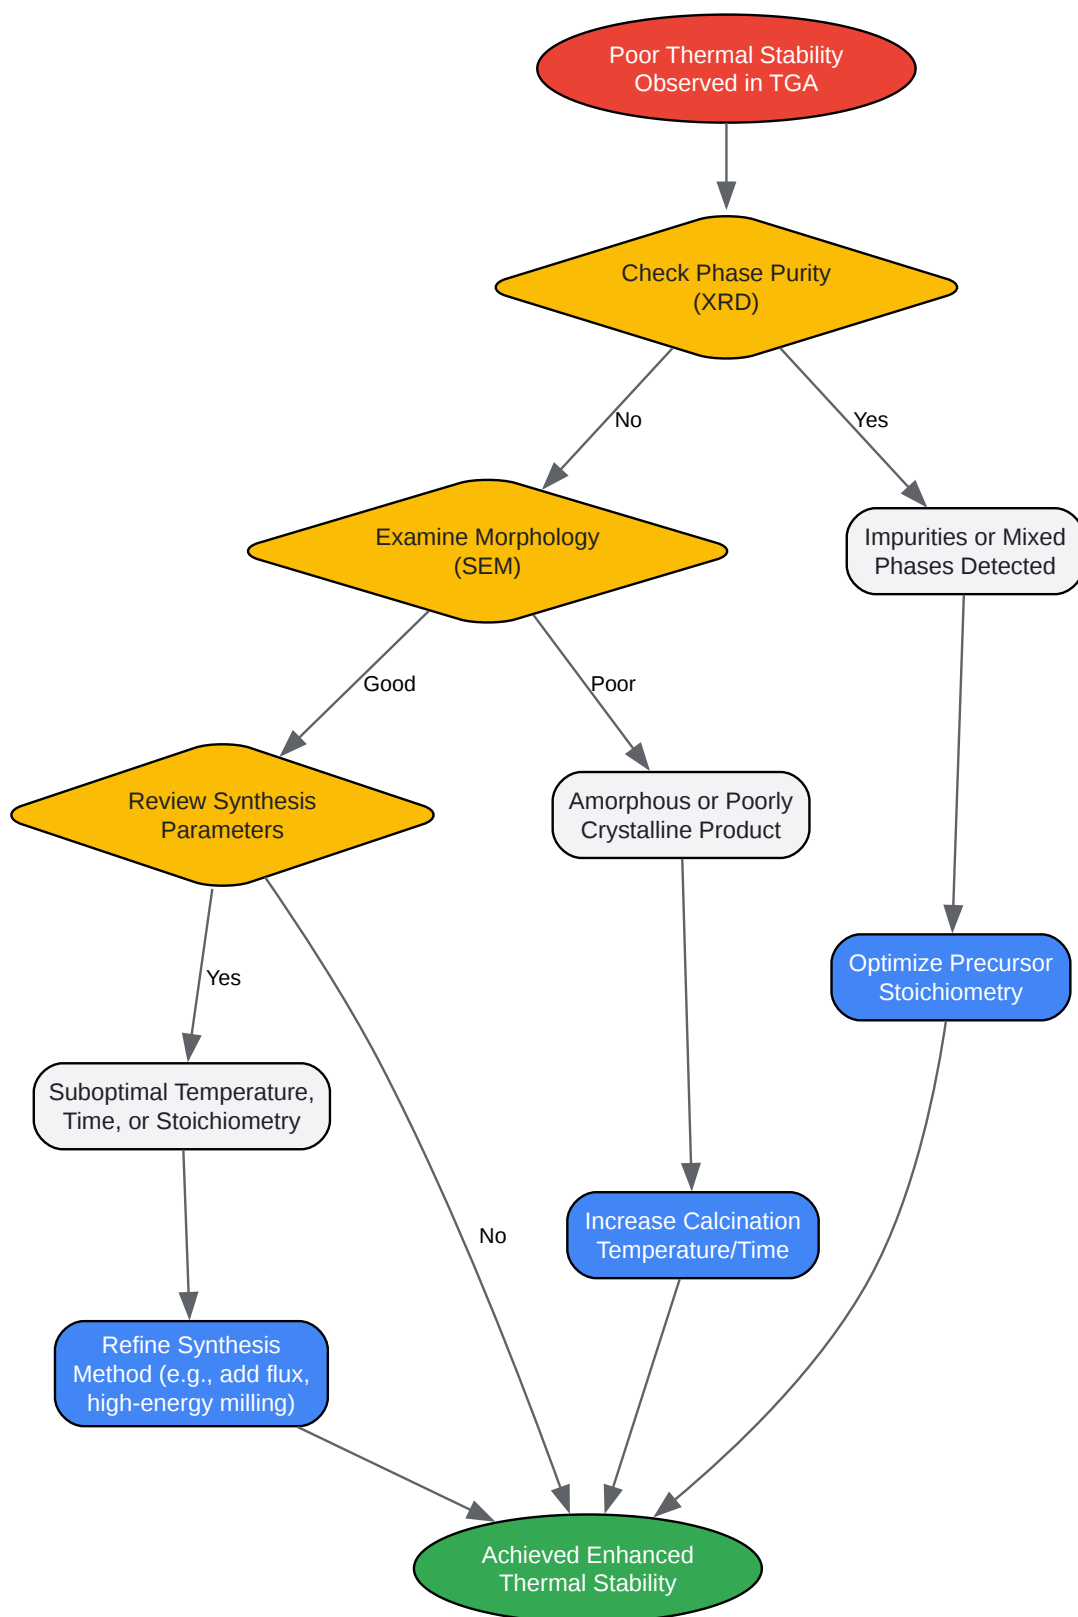 Poor Thermal Stability
Observed in TGA
Check Phase Purity
(XRD)
No
Yes
Examine Morphology
(SEM)
Impurities or Mixed
Phases Detected
Good
Poor
Review Synthesis
Parameters
Amorphous or Poorly
Crystalline Product
Yes
Optimize Precursor
Stoichiometry
Suboptimal Temperature,
Time, or Stoichiometry
No
Increase Calcination
Temperature/Time
Refine Synthesis
Method (e.g., add flux,
high-energy milling)
Achieved Enhanced
Thermal Stability